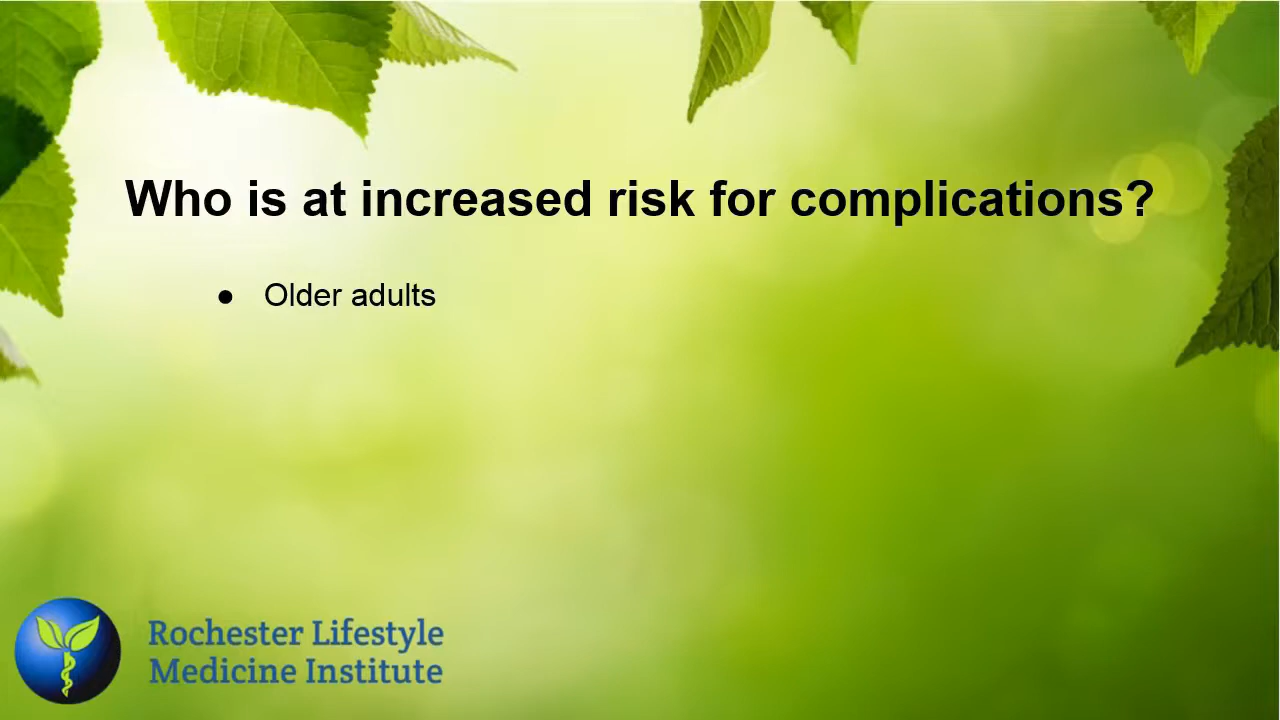 Who is at increased risk for complications?
● Older adults
Rochester Lifestyle
Medicine Institute